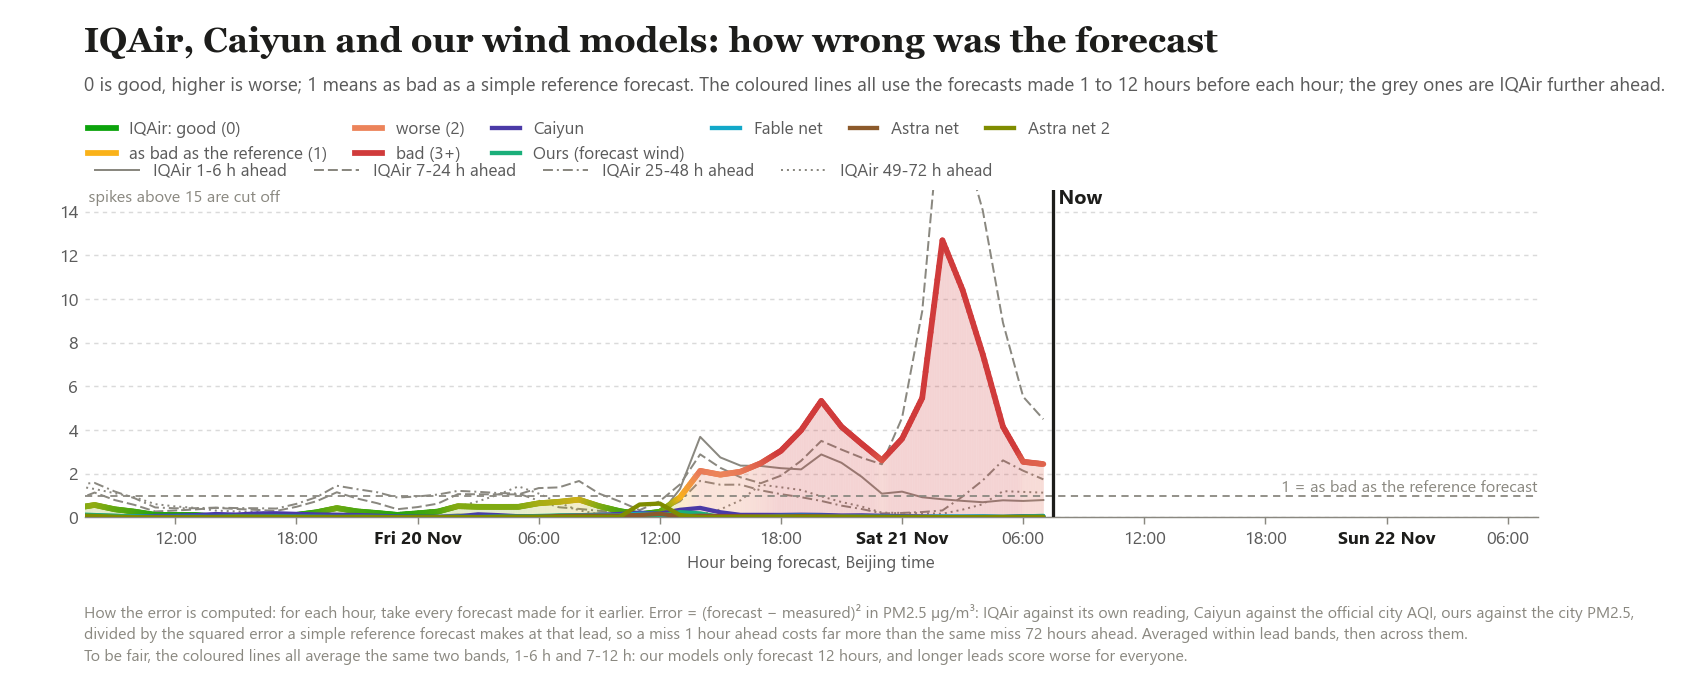 IQAir, Caiyun and our wind models: how wrong was the forecast
0 is good, higher is worse; 1 means as bad as a simple reference forecast. The coloured lines all use the forecasts made 1 to 12 hours before each hour; the grey ones are IQAir further ahead.
IQAir: good (0) worse (2) Caiyun Fable net Astra net Astra net 2
as bad as the reference (1) bad (3+) Ours (forecast wind)
IQAir 1-6 h ahead IQAir 7-24 h ahead IQAir 25-48 h ahead IQAir 49-72 h ahead
spikes above 15 are cut off
Now
14
12
10
8
6
4
2
1 = as bad as the reference forecast
0
12:00 18:00 Fri 20 Nov 06:00 12:00 18:00 Sat 21 Nov 06:00 12:00 18:00 Sun 22 Nov 06:00
Hour being forecast, Beijing time
How the error is computed: for each hour, take every forecast made for it earlier. Error = (forecast − measured)² in PM2.5 µg/m³: IQAir against its own reading, Caiyun against the official city AQI, ours against the city PM2.5,
divided by the squared error a simple reference forecast makes at that lead, so a miss 1 hour ahead costs far more than the same miss 72 hours ahead. Averaged within lead bands, then across them.
To be fair, the coloured lines all average the same two bands, 1-6 h and 7-12 h: our models only forecast 12 hours, and longer leads score worse for everyone.